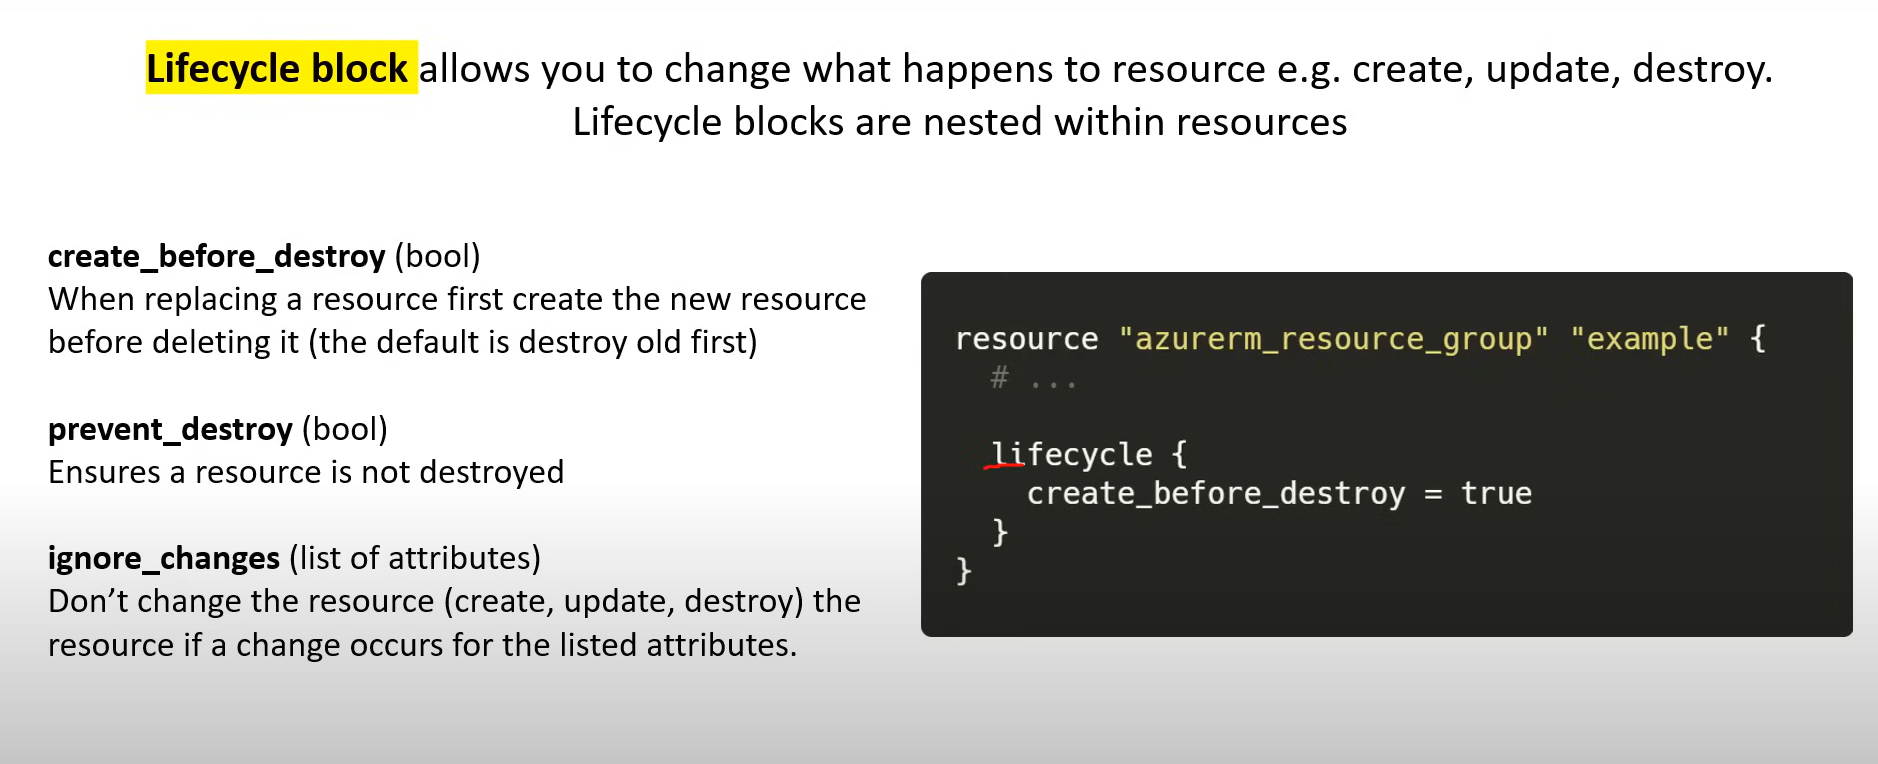 Lifecycle block allows you to change what happens to resource e.g. create, update, destroy.
Lifecycle blocks are nested within resources
create_before_destroy (bool)
When replacing a resource first create the new resource
before deleting it (the default is destroy old first)
prevent_destroy (bool)
Ensures a resource is not destroyed
ignore_changes (list of attributes)
Don’t change the resource (create, update, destroy) the
resource if a change occurs for the listed attributes.
resource "azurerm_resource_group" "example" {
# ...
lifecycle {
create_before_destroy = true
}
}